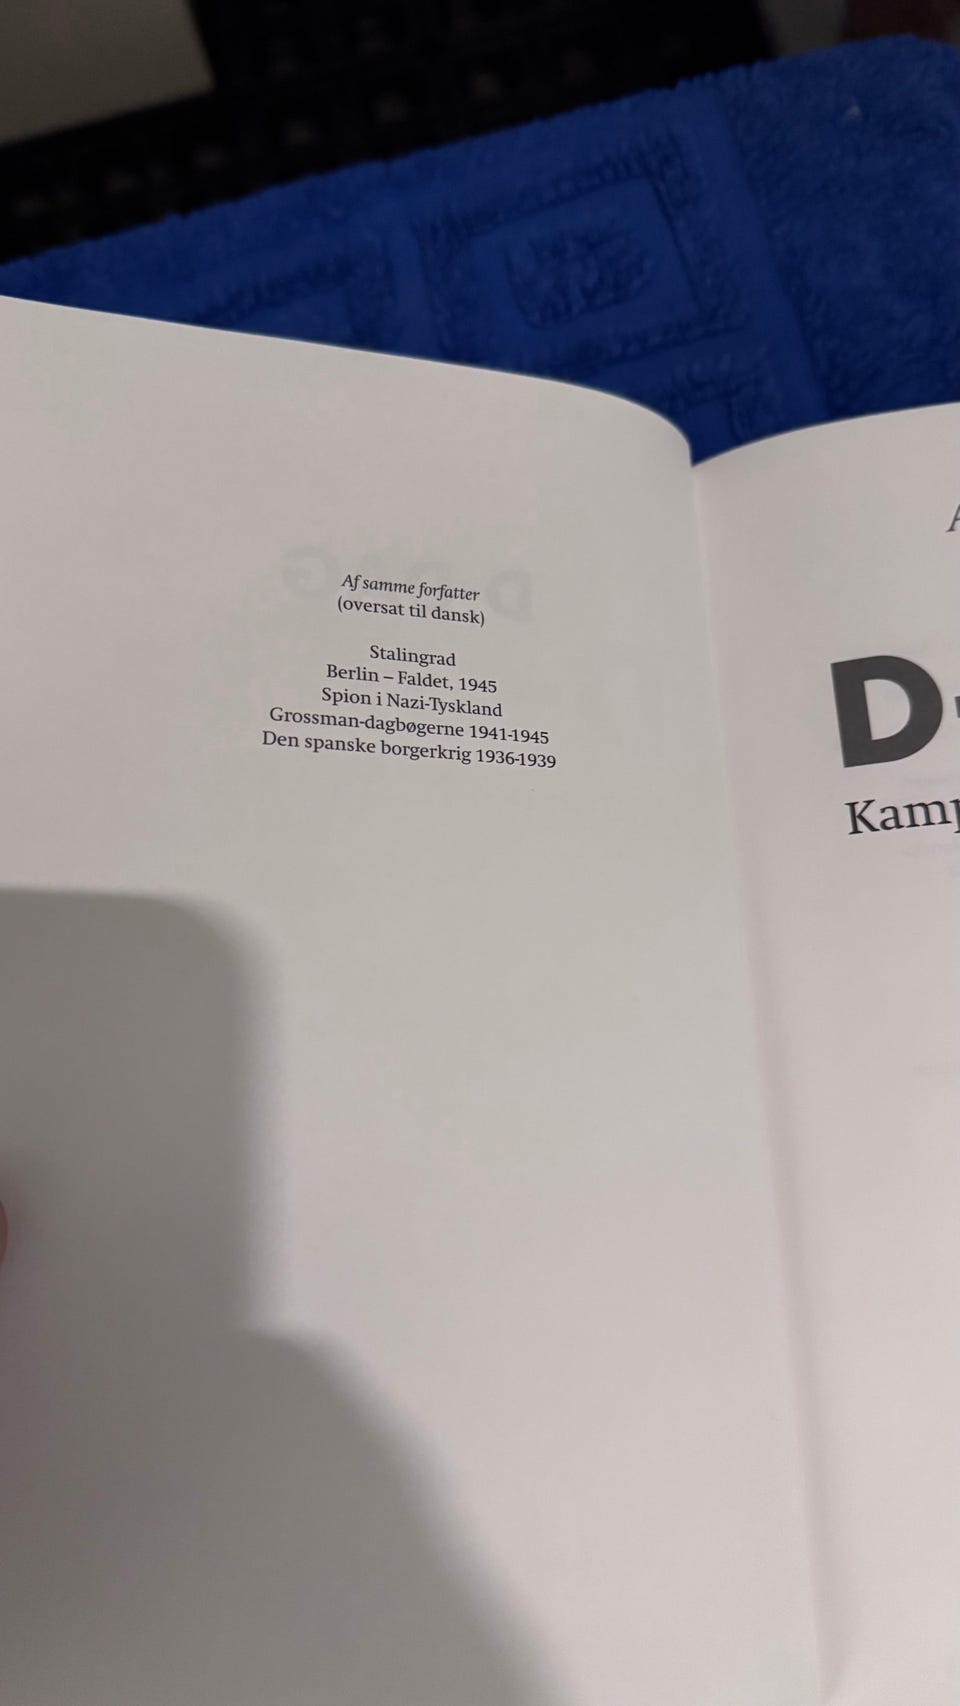 Af samme forfatter
(oversat til dansk)
Stalingrad
Berlin – Faldet, 1945
Spion i Nazi-Tyskland
Grossman-dagbøgerne 1941-1945
Den spanske borgerkrig 1936-1939
A
D-
Kamp